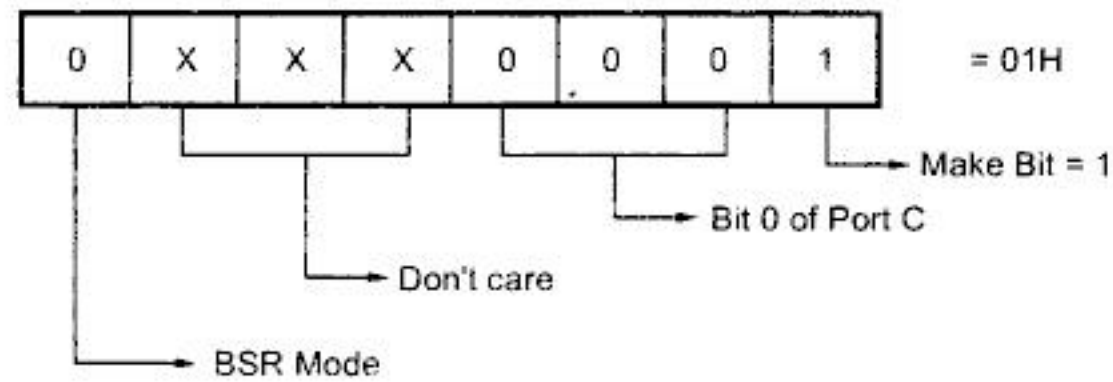 0 X X X 0 0 0 1 = 01H
Make Bit = 1
Bit 0 of Port C
Don't care
BSR Mode